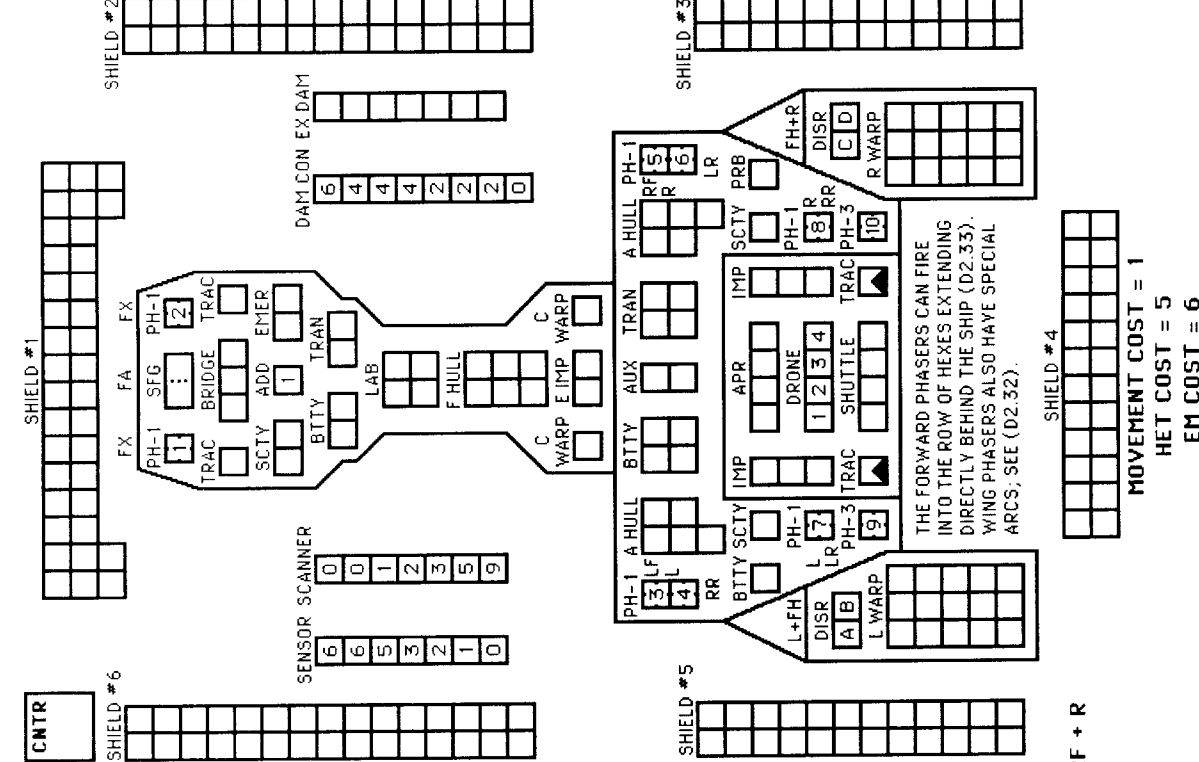 CNTR
SHIELD #1
SHIELD #2
SHIELD #3
SHIELD #6
SENSOR SCANNER
6 0
6 0
5 1
3 2
2 3
1 5
0 9
DAM CON EX DAM
6
4
4
4
2
2
2
0
FX FA FX
PH-1 SFG PH-1
1 2
TRAC BRIDGE TRAC
SCTY ADD EMER
1
BTTY TRAN
LAB
F HULL
C WARP F IMP C WARP
PH-1 A HULL BTTY AUX TRAN A HULL PH-1
3 LF RF 5
4 L R 6
RR LR
BTTY SCTY IMP APR IMP SCTY PRB
PH-1 DRONE PH-1
L 7 1 2 3 4 8 R
LR RR
PH-3 TRAC SHUTTLE TRAC PH-3
9 10
L+FH FH+R
DISR DISR
A B C D
L WARP R WARP
THE FORWARD PHASERS CAN FIRE
INTO THE ROW OF HEXES EXTENDING
DIRECTLY BEHIND THE SHIP (D2.33).
WING PHASERS ALSO HAVE SPECIAL
ARCS; SEE (D2.32).
SHIELD #5
SHIELD #4
MOVEMENT COST = 1
HET COST = 5
EM COST = 6
F + R